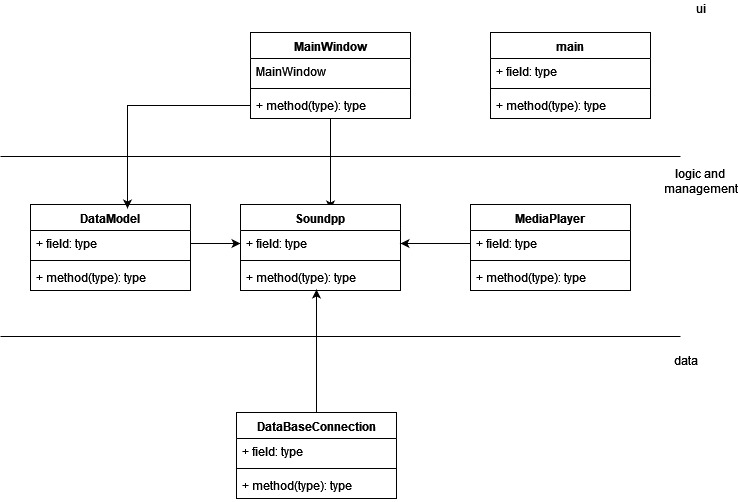 ui
MainWindow
MainWindow
+ method(type): type
main
+ field: type
+ method(type): type
logic and
management
DataModel
+ field: type
+ method(type): type
Soundpp
+ field: type
+ method(type): type
MediaPlayer
+ field: type
+ method(type): type
data
DataBaseConnection
+ field: type
+ method(type): type